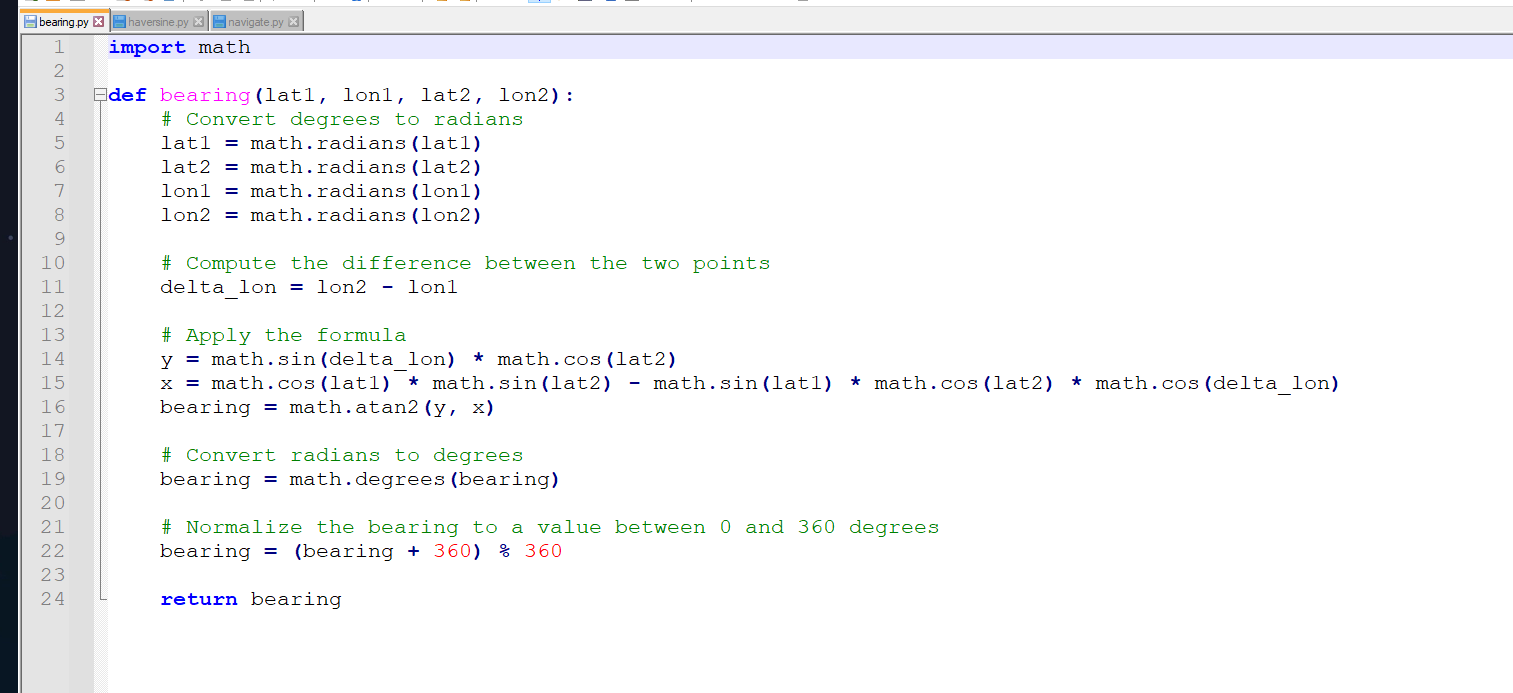 bearing.py haversine.py navigate.py
1 import math
2
3 def bearing(lat1, lon1, lat2, lon2):
4     # Convert degrees to radians
5     lat1 = math.radians(lat1)
6     lat2 = math.radians(lat2)
7     lon1 = math.radians(lon1)
8     lon2 = math.radians(lon2)
9
10     # Compute the difference between the two points
11     delta_lon = lon2 - lon1
12
13     # Apply the formula
14     y = math.sin(delta_lon) * math.cos(lat2)
15     x = math.cos(lat1) * math.sin(lat2) - math.sin(lat1) * math.cos(lat2) * math.cos(delta_lon)
16     bearing = math.atan2(y, x)
17
18     # Convert radians to degrees
19     bearing = math.degrees(bearing)
20
21     # Normalize the bearing to a value between 0 and 360 degrees
22     bearing = (bearing + 360) % 360
23
24     return bearing